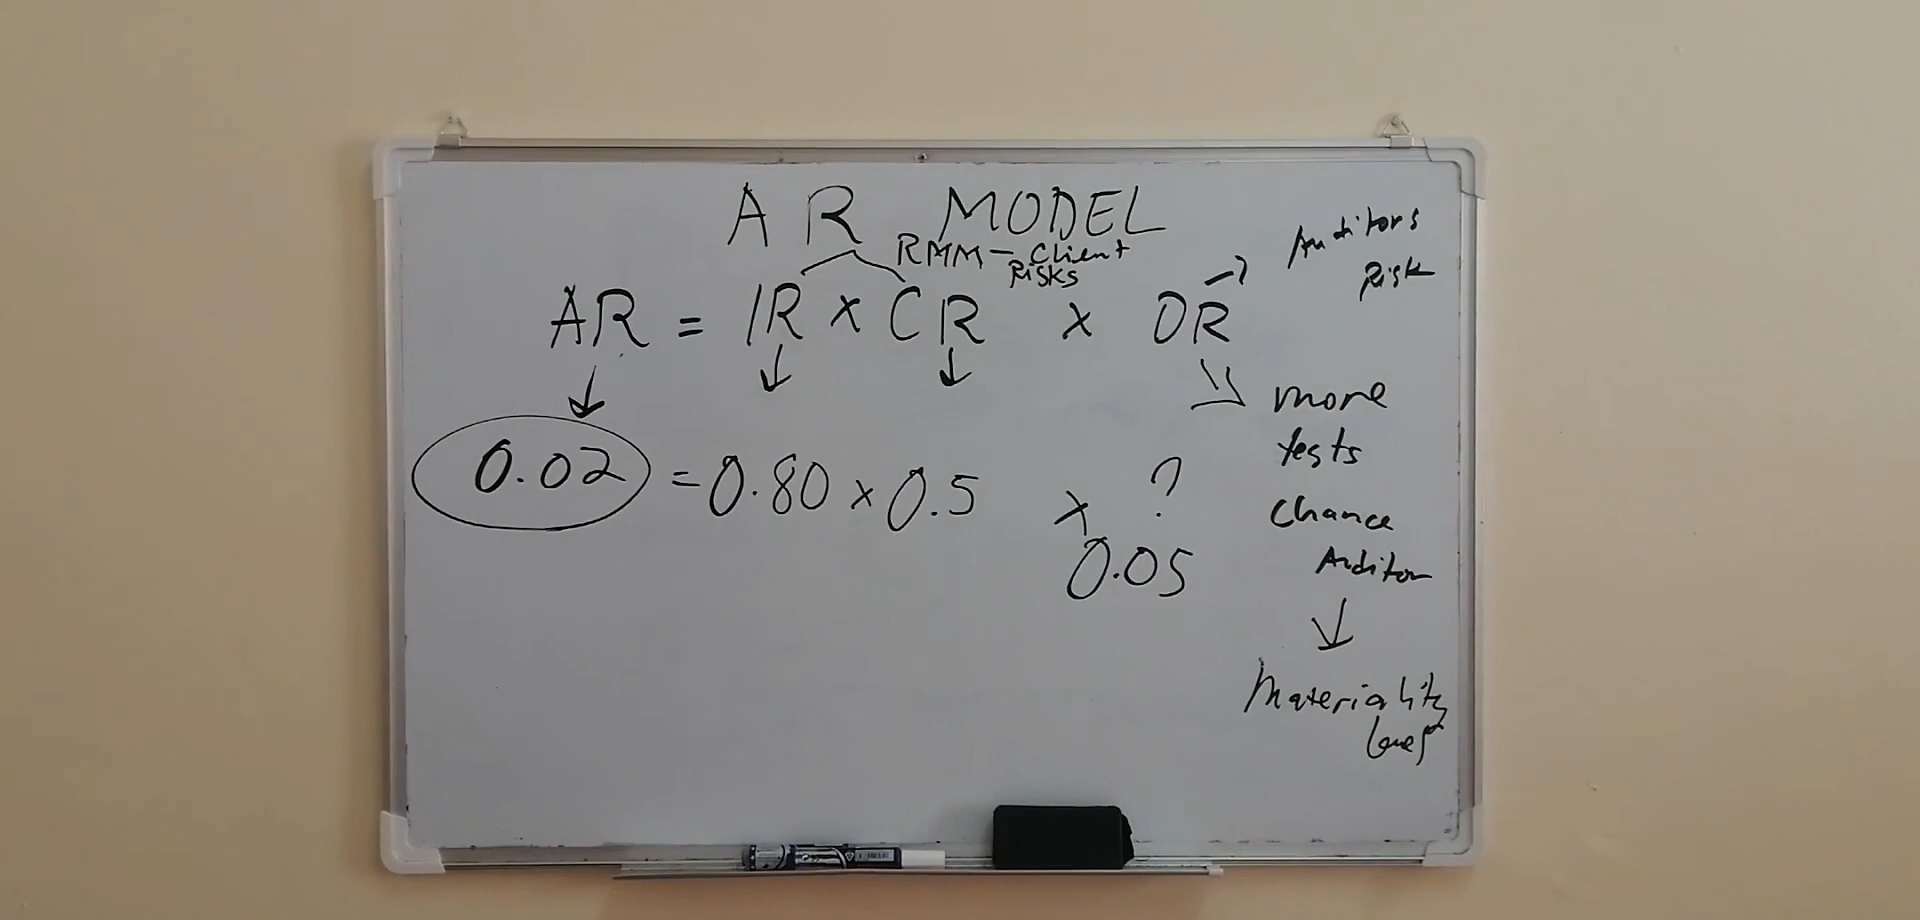 AR MODEL
RMM - Client
Risks
Auditors
Risk
AR = IR x CR x DR
0.02 = 0.80 x 0.5 x ?
0.05
more
tests
Chance
Auditor
Materiality